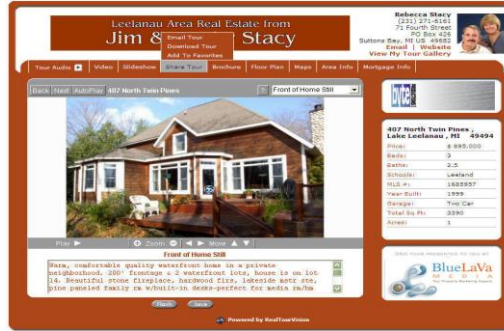 Leelanau Area Real Estate from
Jim & Stacy
Email Tour
Download Tour
Add To Favorites
Rebecca Stacy
(231) 271-6161
71 Fourth Street
PO Box 426
Suttons Bay, MI US 49682
Email | Website
View My Tour Gallery
Tour Audio Video Slideshow Share Tour Brochure Floor Plan Maps Area Info Mortgage Info
Back Next AutoPlay 407 North Twin Pines ? Front of Home Still
407 North Twin Pines ,
Lake Leelanau , MI 49494
Price: $ 895,000
Beds: 3
Baths: 2.5
Schools: Leeland
MLS #: 1685957
Year Built: 1999
Garage: Two Car
Total Sq Ft: 3390
Acres: 1
Play Zoom Move
Front of Home Still
Warm, comfortable quality waterfront home in a private
neighborhood, 200' frontage & 2 waterfront lots, house is on lot
14. Beautiful stone fireplace, hardwood flrs, lakeside mstr ste,
pine paneled family rm w/built-in desks-perfect for media rm/hm
Flash Java
BlueLaVa
MEDIA
Powered by RealTourVision